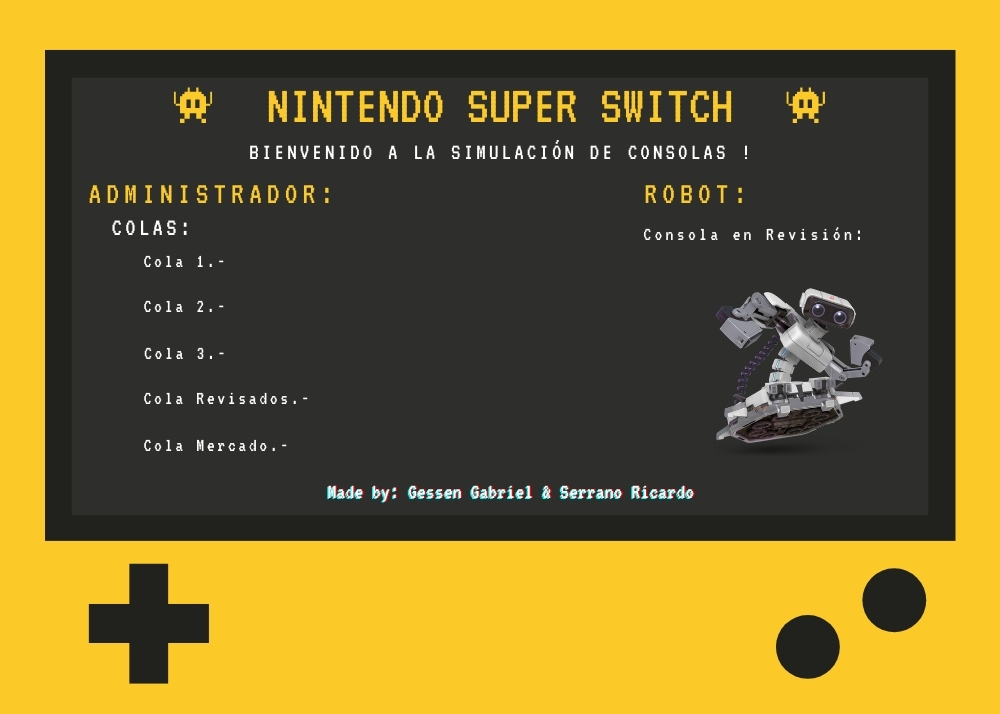 NINTENDO SUPER SWITCH
BIENVENIDO A LA SIMULACIÓN DE CONSOLAS !
ADMINISTRADOR:
COLAS:
Cola 1.-
Cola 2.-
Cola 3.-
Cola Revisados.-
Cola Mercado.-
ROBOT:
Consola en Revisión:
Made by: Gessen Gabriel & Serrano Ricardo